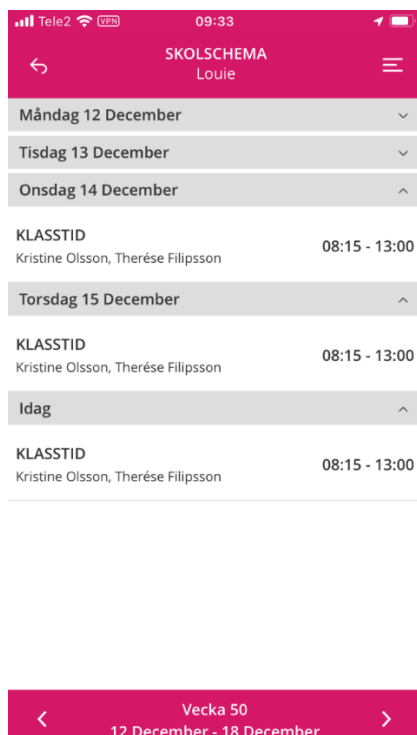 Tele2 VPN 09:33
SKOLSCHEMA
Louie
Måndag 12 December
Tisdag 13 December
Onsdag 14 December
KLASSTID
Kristine Olsson, Therése Filipsson
08:15 - 13:00
Torsdag 15 December
KLASSTID
Kristine Olsson, Therése Filipsson
08:15 - 13:00
Idag
KLASSTID
Kristine Olsson, Therése Filipsson
08:15 - 13:00
Vecka 50
12 December - 18 December